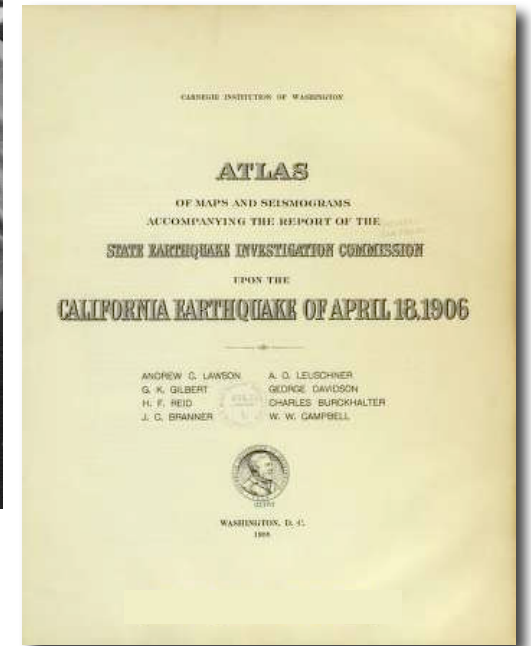 CARNEGIE INSTITUTION OF WASHINGTON
ATLAS
OF MAPS AND SEISMOGRAMS
ACCOMPANYING THE REPORT OF THE
STATE EARTHQUAKE INVESTIGATION COMMISSION
UPON THE
CALIFORNIA EARTHQUAKE OF APRIL 18, 1906
ANDREW C. LAWSON
G. K. GILBERT
H. F. REID
J. C. BRANNER
A. O. LEUSCHNER
GEORGE DAVIDSON
CHARLES BURCKHALTER
W. W. CAMPBELL
WASHINGTON, D. C.
1908